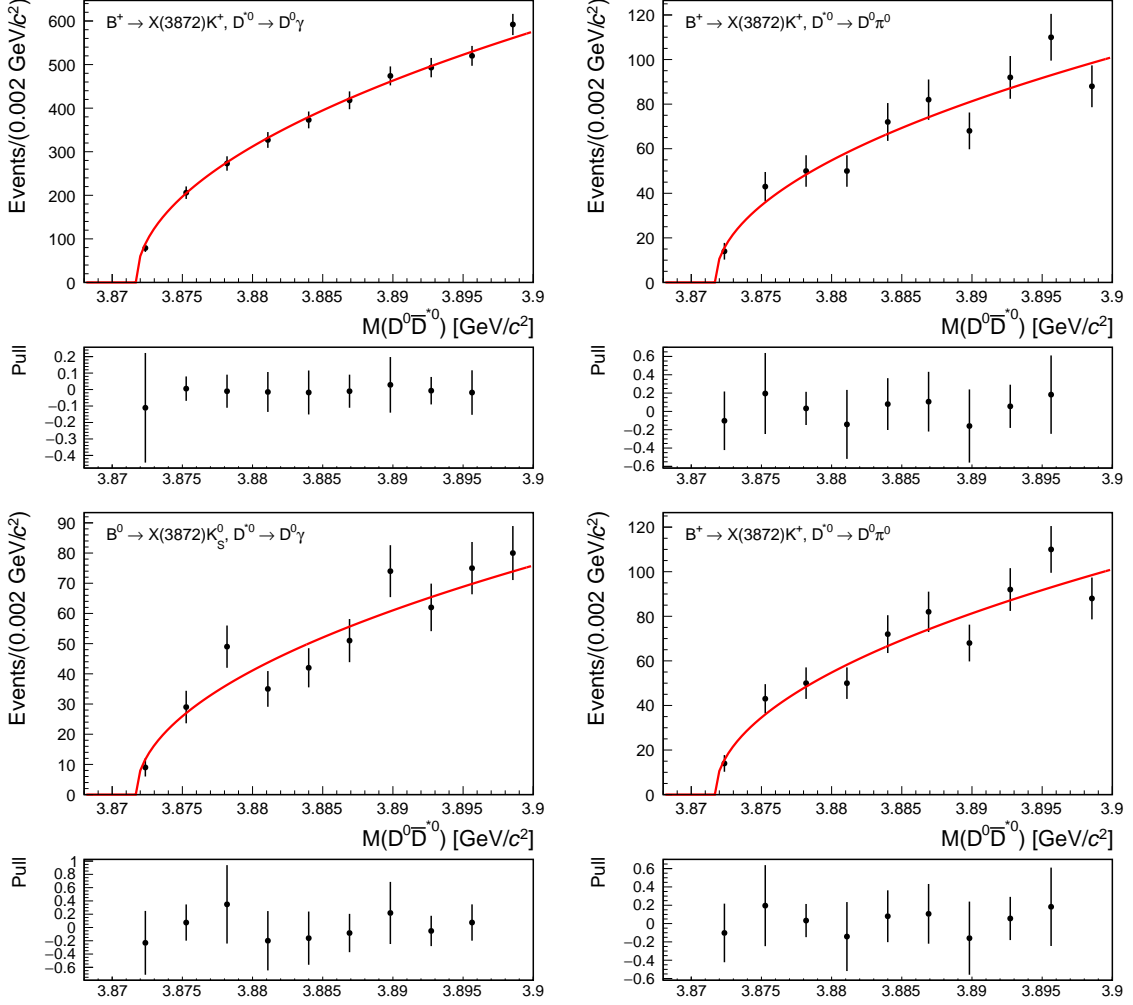 B⁺ → X(3872)K⁺, D*⁰ → D⁰γ
Events/(0.002 GeV/c²)
600
500
400
300
200
100
0
3.87 3.875 3.88 3.885 3.89 3.895 3.9
M(D⁰D̅*⁰) [GeV/c²]
Pull
0.2
0.1
0
−0.1
−0.2
−0.3
−0.4
3.87 3.875 3.88 3.885 3.89 3.895 3.9
B⁺ → X(3872)K⁺, D*⁰ → D⁰π⁰
Events/(0.002 GeV/c²)
120
100
80
60
40
20
0
3.87 3.875 3.88 3.885 3.89 3.895 3.9
M(D⁰D̅*⁰) [GeV/c²]
Pull
0.6
0.4
0.2
0
−0.2
−0.4
−0.6
3.87 3.875 3.88 3.885 3.89 3.895 3.9
B⁰ → X(3872)K⁰_S, D*⁰ → D⁰γ
Events/(0.002 GeV/c²)
90
80
70
60
50
40
30
20
10
0
3.87 3.875 3.88 3.885 3.89 3.895 3.9
M(D⁰D̅*⁰) [GeV/c²]
Pull
1
0.8
0.6
0.4
0.2
0
−0.2
−0.4
−0.6
3.87 3.875 3.88 3.885 3.89 3.895 3.9
B⁺ → X(3872)K⁺, D*⁰ → D⁰π⁰
Events/(0.002 GeV/c²)
120
100
80
60
40
20
0
3.87 3.875 3.88 3.885 3.89 3.895 3.9
M(D⁰D̅*⁰) [GeV/c²]
Pull
0.6
0.4
0.2
0
−0.2
−0.4
−0.6
3.87 3.875 3.88 3.885 3.89 3.895 3.9